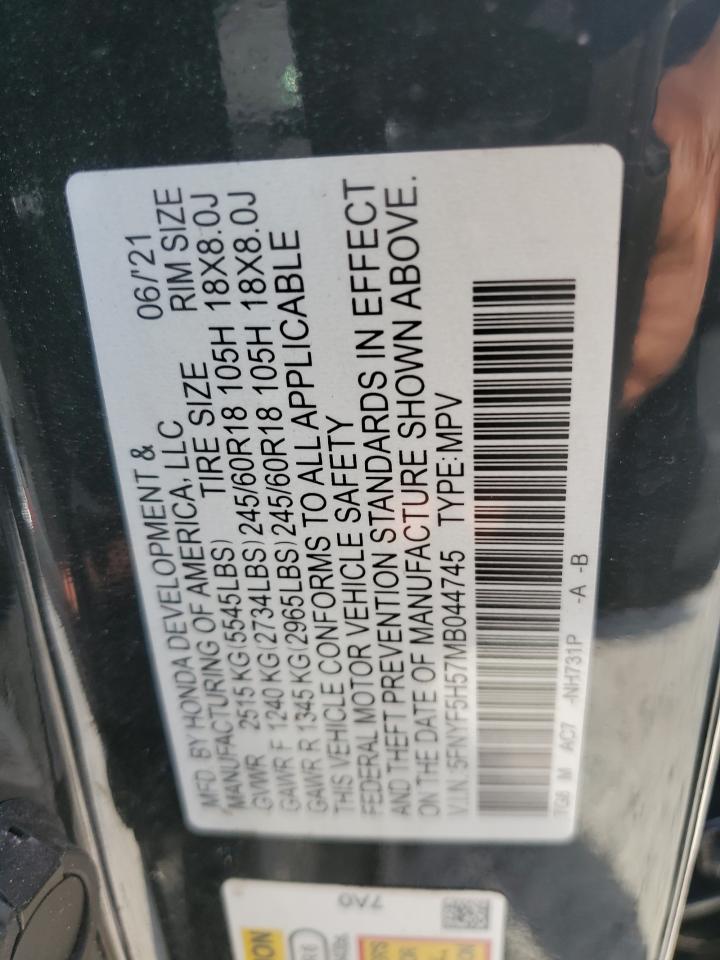 MFD. BY HONDA DEVELOPMENT & 06/'21
MANUFACTURING OF AMERICA, LLC
GVWR 2515 KG(5545LBS) TIRE SIZE RIM SIZE
GAWR F 1240 KG(2734LBS) 245/60R18 105H 18X8.0J
GAWR R 1345 KG(2965LBS) 245/60R18 105H 18X8.0J
THIS VEHICLE CONFORMS TO ALL APPLICABLE
FEDERAL MOTOR VEHICLE SAFETY
AND THEFT PREVENTION STANDARDS IN EFFECT
ON THE DATE OF MANUFACTURE SHOWN ABOVE.
V.I.N. 5FNYF5H57MB044745 TYPE:MPV
TG8 M AC7 -NH731P -A -B
7A0